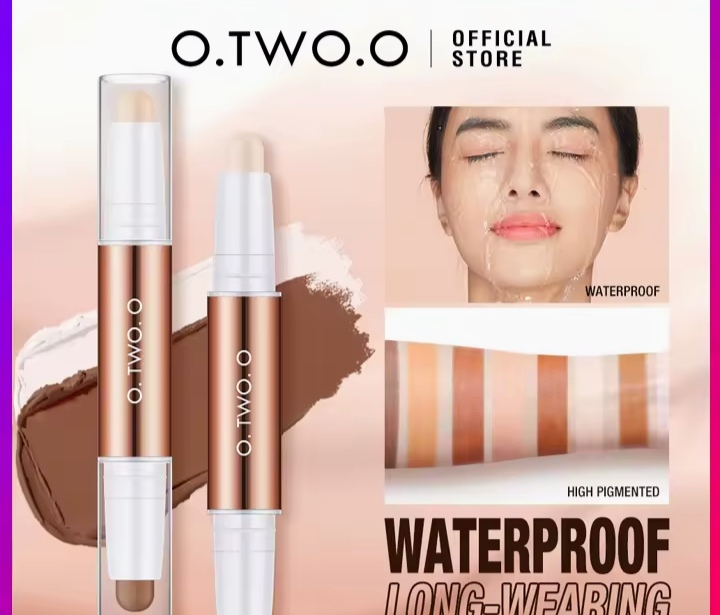 O.TWO.O
OFFICIAL
STORE
O. TWO. O
O. TWO. O
WATERPROOF
HIGH PIGMENTED
WATERPROOF
LONG-WEARING